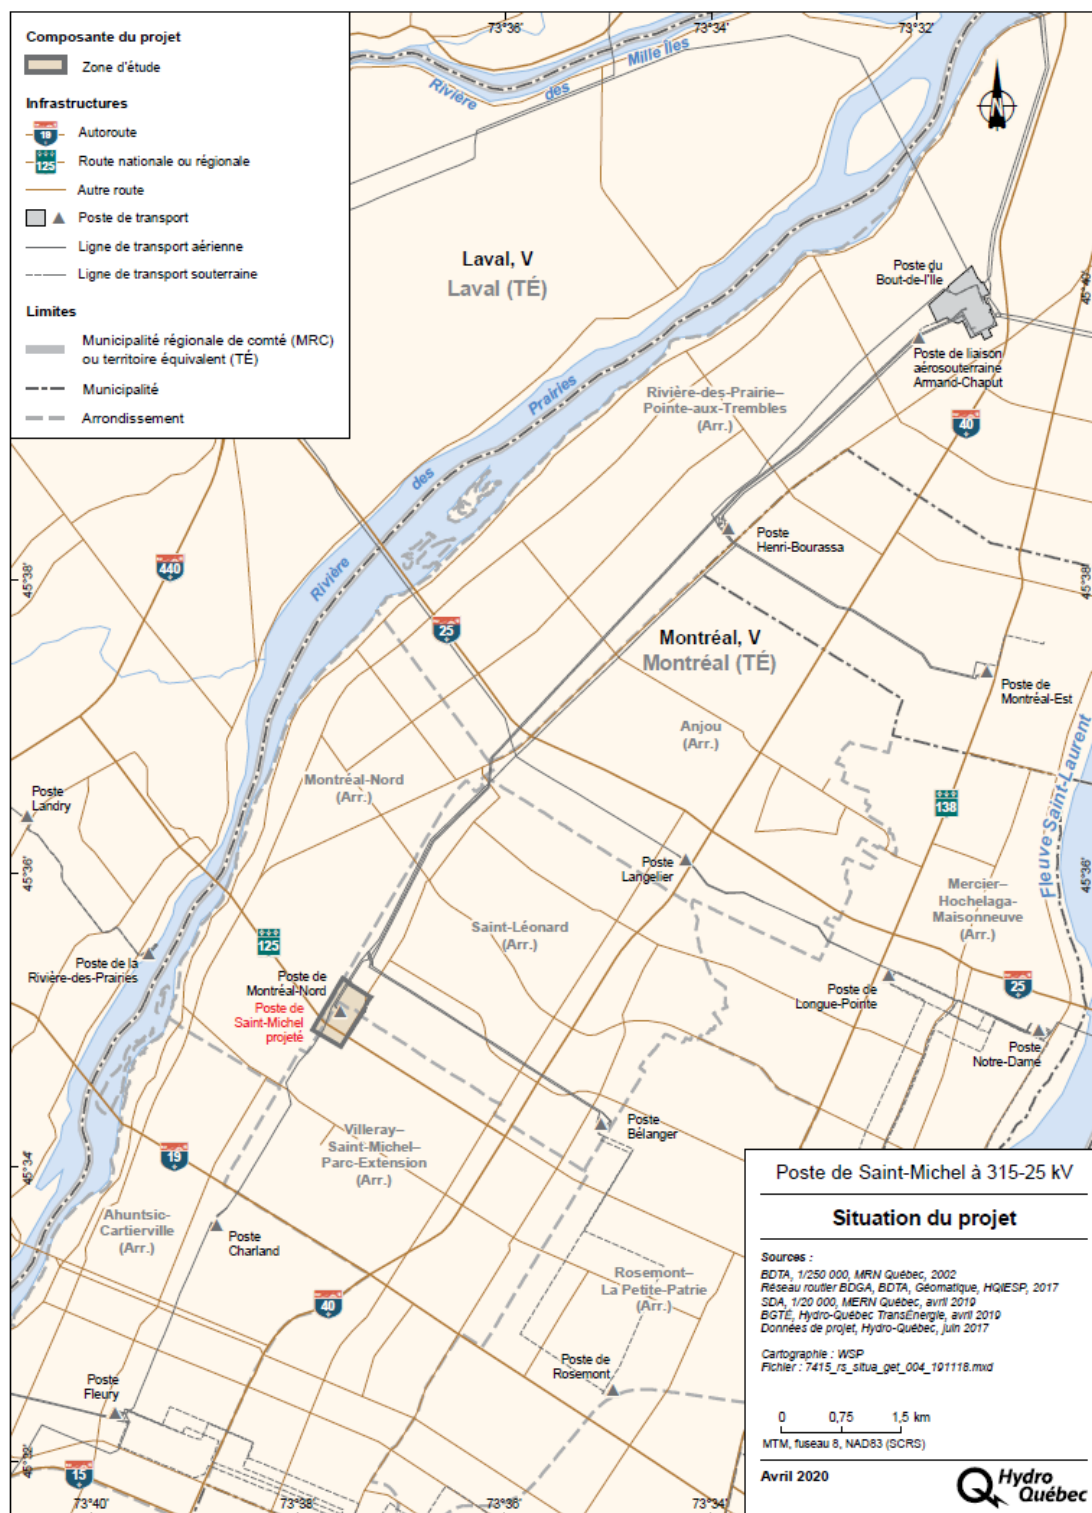 Composante du projet
Zone d'étude
Infrastructures
19
Autoroute
125
Route nationale ou régionale
Autre route
Poste de transport
Ligne de transport aérienne
Ligne de transport souterraine
Limites
Municipalité régionale de comté (MRC)
ou territoire équivalent (TÉ)
Municipalité
Arrondissement
73°36'
73°34'
73°32'
N
Rivière des Mille Îles
Laval, V
Laval (TÉ)
Poste du
Bout-de-l'Île
45°40'
Poste de liaison
aérosouterraine
Armand-Chaput
Rivière-des-Prairie–
Pointe-aux-Trembles
(Arr.)
40
Rivière des Prairies
Poste
Henri-Bourassa
440
45°38'
45°38'
25
Montréal, V
Montréal (TÉ)
Poste de
Montréal-Est
Anjou
(Arr.)
Fleuve Saint-Laurent
Montréal-Nord
(Arr.)
Poste
Landry
138
45°36'
45°36'
Poste
Langelier
Mercier–
Hochelaga-
Maisonneuve
(Arr.)
Saint-Léonard
(Arr.)
125
Poste de la
Rivière-des-Prairies
Poste de
Montréal-Nord
Poste de
Saint-Michel
projeté
Poste de
Longue-Pointe
25
Poste
Notre-Dame
Poste
Bélanger
Villeray–
Saint-Michel–
Parc-Extension
(Arr.)
19
45°34'
Ahuntsic-
Cartierville
(Arr.)
Poste
Charland
Rosemont–
La Petite-Patrie
(Arr.)
40
Poste de
Rosemont
Poste
Fleury
45°32'
15
73°40'
73°38'
73°36'
73°34'
Poste de Saint-Michel à 315-25 kV
Situation du projet
Sources :
BDTA, 1/250 000, MRN Québec, 2002
Réseau routier BDGA, BDTA, Géomatique, HQIESP, 2017
SDA, 1/20 000, MERN Québec, avril 2019
BGTÉ, Hydro-Québec TransÉnergie, avril 2019
Données de projet, Hydro-Québec, juin 2017
Cartographie : WSP
Fichier : 7415_rs_situa_get_004_191118.mxd
0 0,75 1,5 km
MTM, fuseau 8, NAD83 (SCRS)
Avril 2020
Hydro
Québec